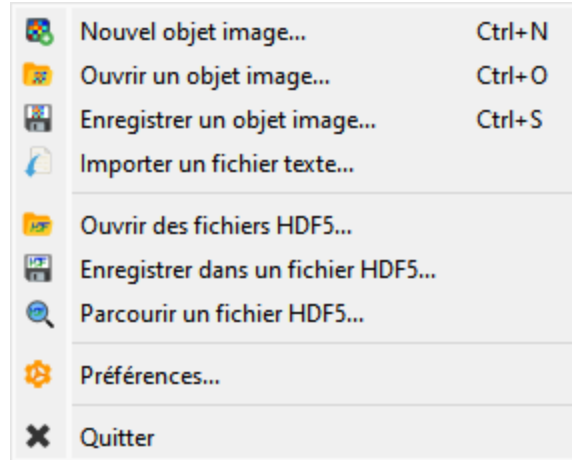 Nouvel objet image... Ctrl+N
Ouvrir un objet image... Ctrl+O
Enregistrer un objet image... Ctrl+S
Importer un fichier texte...
Ouvrir des fichiers HDF5...
Enregistrer dans un fichier HDF5...
Parcourir un fichier HDF5...
Préférences...
Quitter